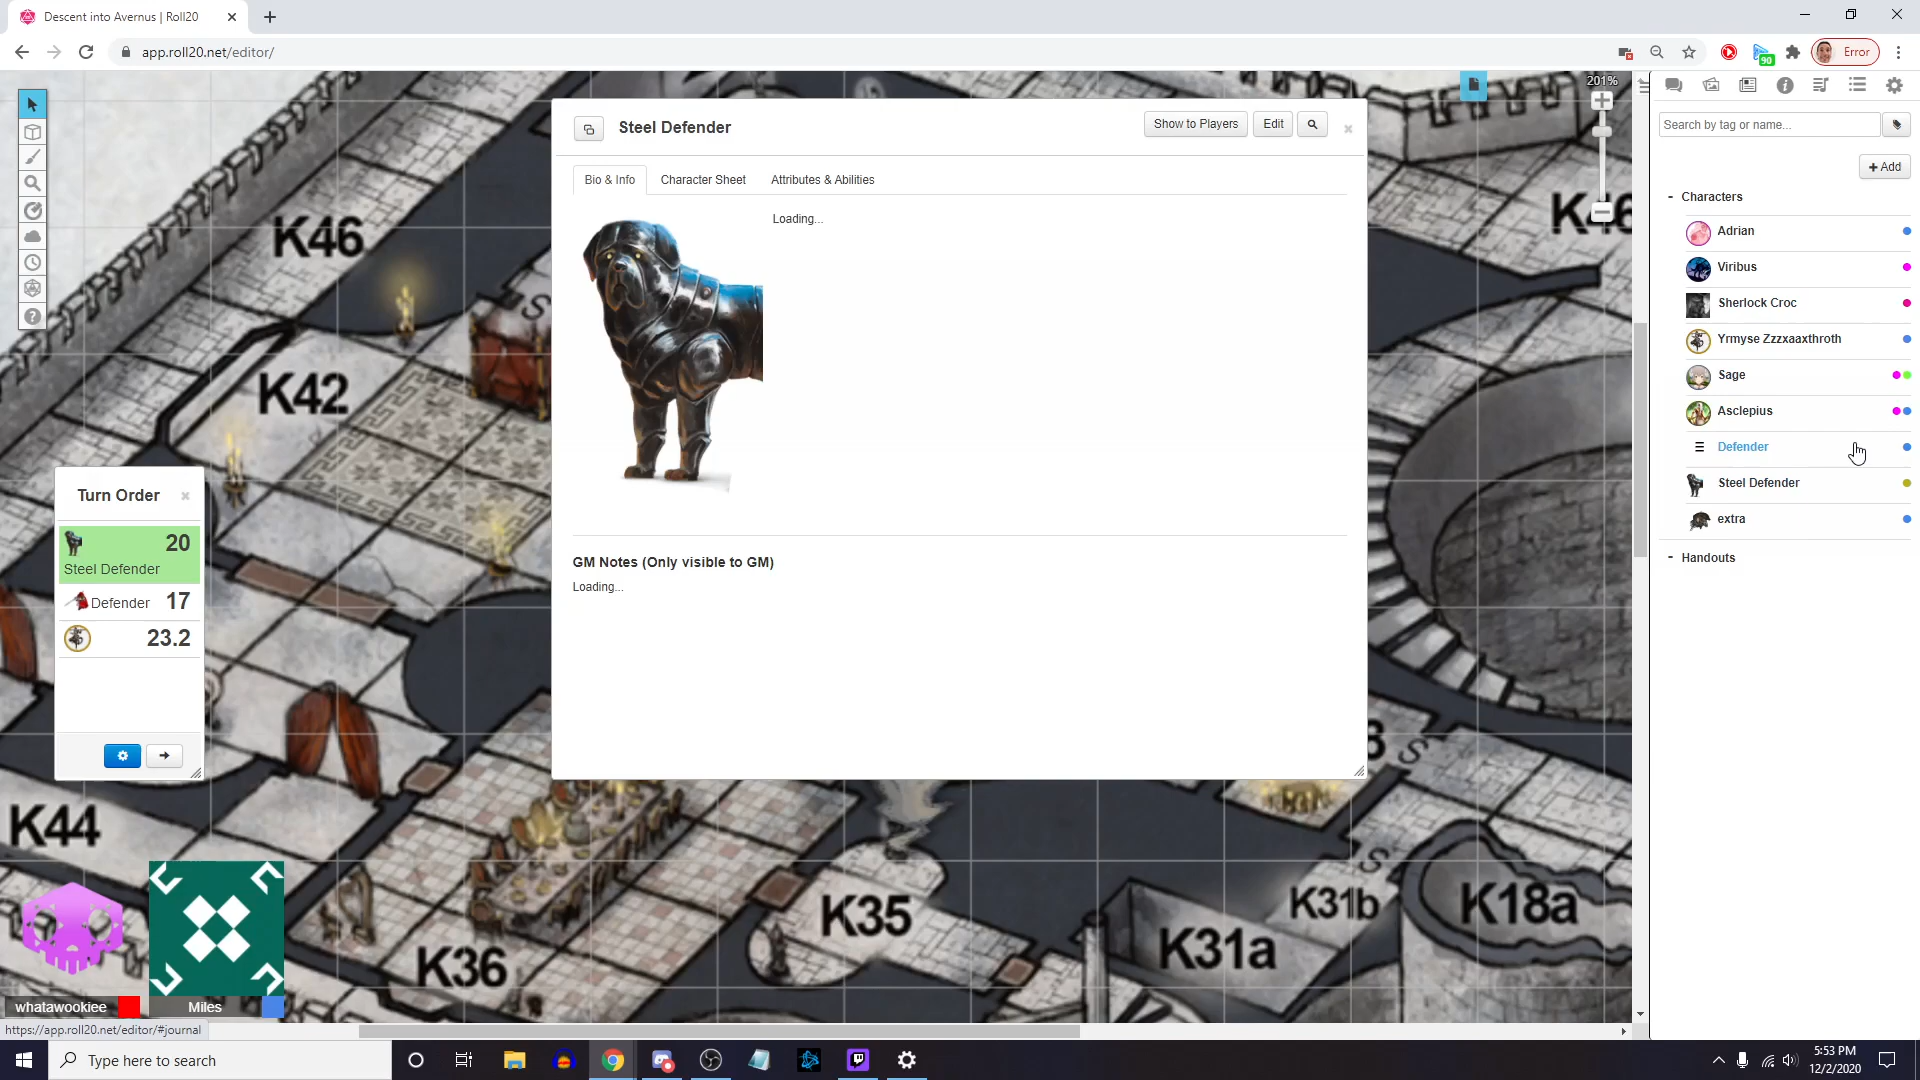 Descent into Avernus | Roll20
app.roll20.net/editor/
90
Error
201%
Search by tag or name...
+ Add
Steel Defender
Show to Players
Edit
Bio & Info
Character Sheet
Attributes & Abilities
Loading...
GM Notes (Only visible to GM)
Loading...
Characters
Adrian
Viribus
Sherlock Croc
Yrmyse Zzzxaaxthroth
Sage
Asclepius
Defender
Steel Defender
extra
Handouts
Turn Order
20
Steel Defender
Defender 17
23.2
K46
S
K42
K44
K36
K35
S
S
K31b
K31a
K18a
whatawookiee
Miles
https://app.roll20.net/editor/#journal
Type here to search
5:53 PM
12/2/2020